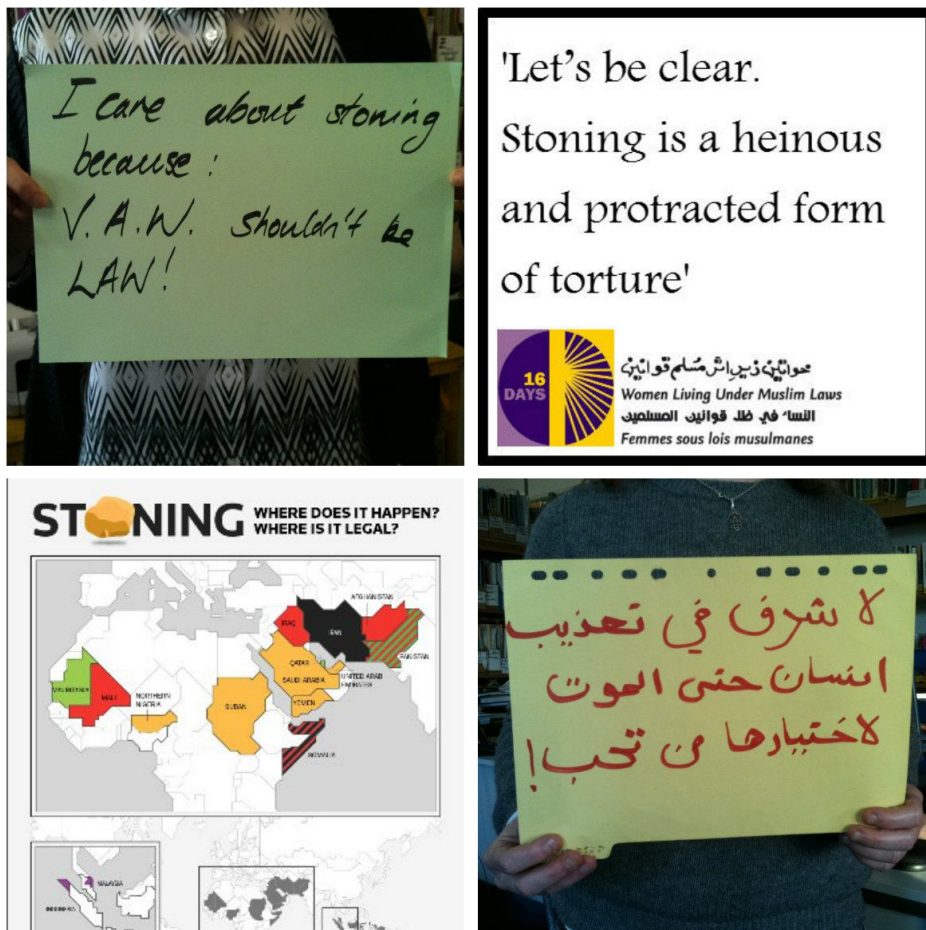 I care about stoning
because :
V.A.W. shouldn't be
LAW!
'Let's be clear.
Stoning is a heinous
and protracted form
of torture'
16
DAYS
Women Living Under Muslim Laws
النساء في ظل قوانين المسلمين
Femmes sous lois musulmanes
STONING
WHERE DOES IT HAPPEN?
WHERE IS IT LEGAL?
AFGHANISTAN
IRAQ
IRAN
PAKISTAN
QATAR
SAUDI ARABIA
UNITED ARAB
EMIRATES
YEMEN
MAURITANIA
MALI
NORTHERN
NIGERIA
SUDAN
SOMALIA
MALAYSIA
INDONESIA
لا شرف في تعذيب
انسان حتى الموت
لاختيارها من تحب!